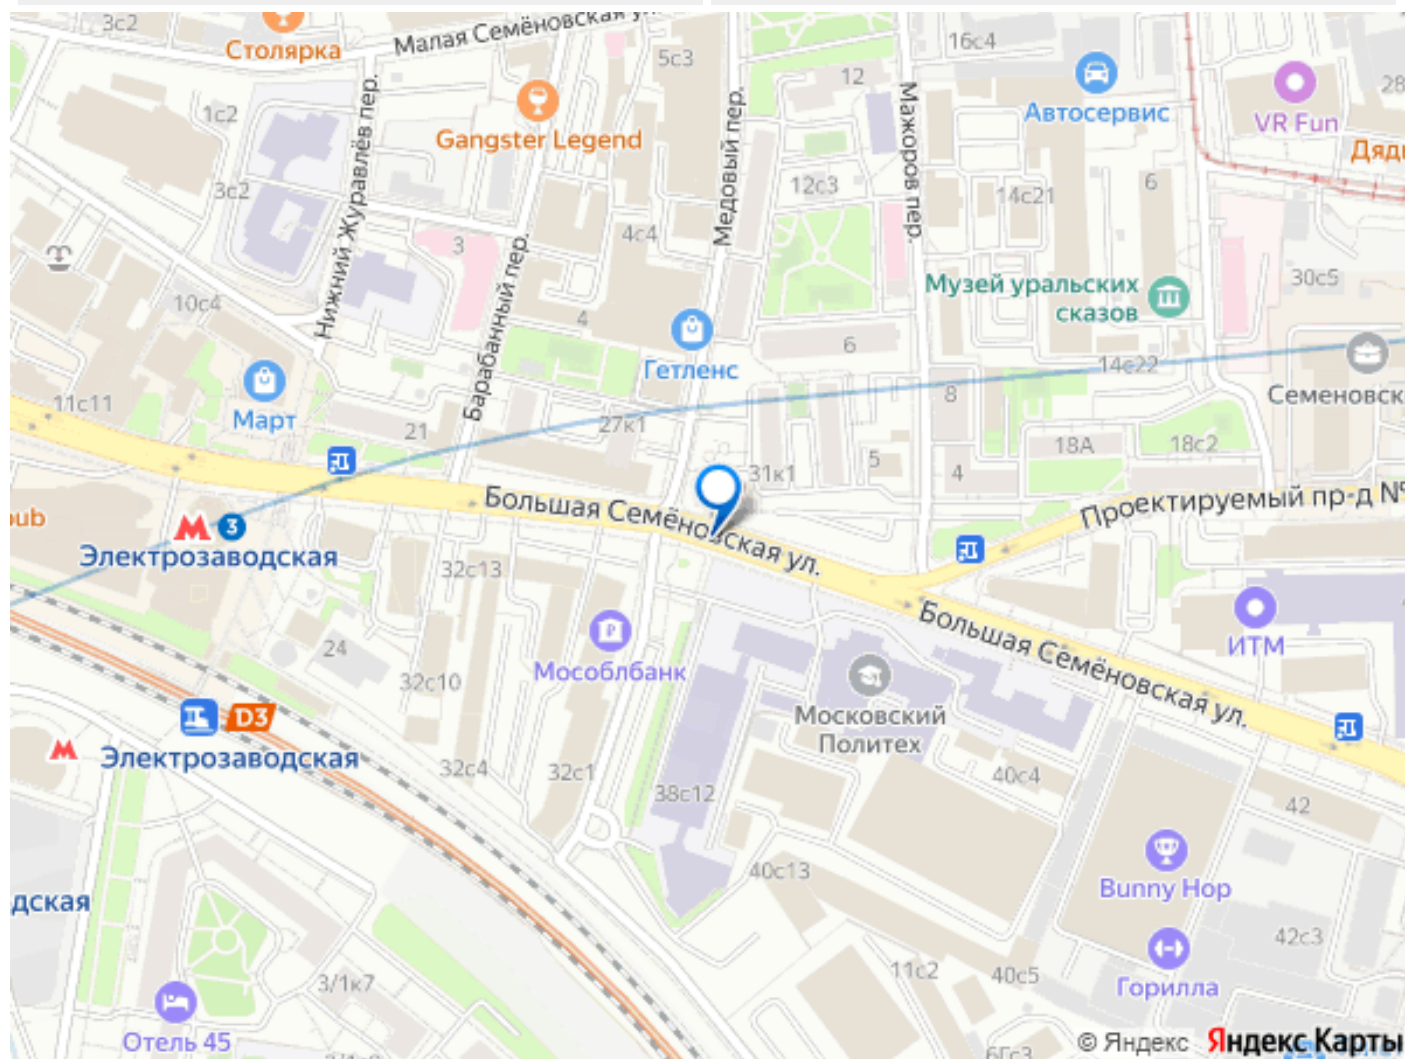 3с2
Столярка
Малая Семёновская ул.
5с3
16с4
12
Автосервис
VR Fun
28
Дядь
1с2
Gangster Legend
Нижний Журавлёв пер.
Медовый пер.
Мажоров пер.
3с2
12с3
14с21
6
3
4с4
Барабанный пер.
10с4
4
Гетленс
6
Музей уральских
сказов
30с5
14с22
Семеновск
8
11с11
Март
21
27к1
18А
18с2
31к1
5
4
Большая Семёновская ул.
Проектируемый пр-д №
pub
3
Электрозаводская
32с13
24
Мособлбанк
32с10
Большая Семёновская ул.
ИТМ
D3
Электрозаводская
Московский
Политех
32с4
32с1
38с12
40с4
42
40с13
Bunny Hop
дская
42с3
11с2
40с5
Горилла
3/1к7
Отель 45
6Гс3
© Яндекс Яндекс Карты